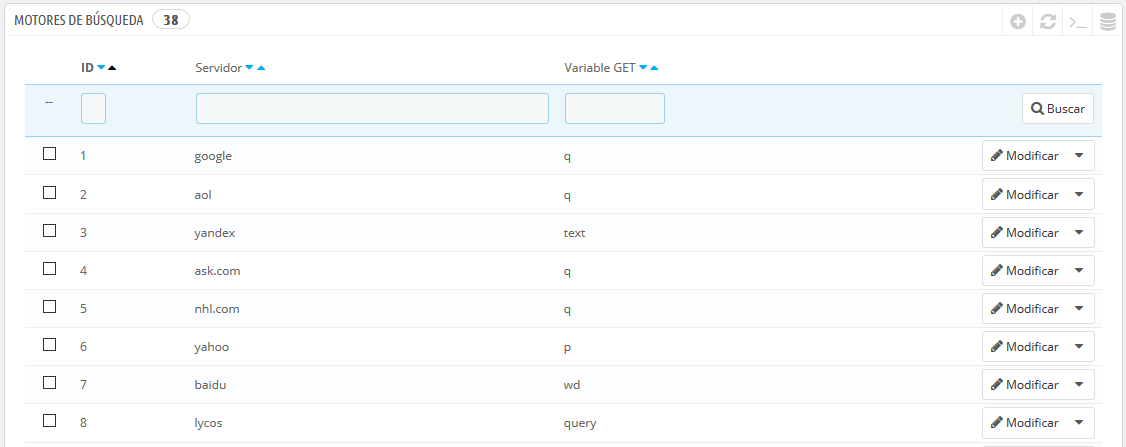 MOTORES DE BÚSQUEDA 38
ID Servidor Variable GET
-- Buscar
1 google q Modificar
2 aol q Modificar
3 yandex text Modificar
4 ask.com q Modificar
5 nhl.com q Modificar
6 yahoo p Modificar
7 baidu wd Modificar
8 lycos query Modificar